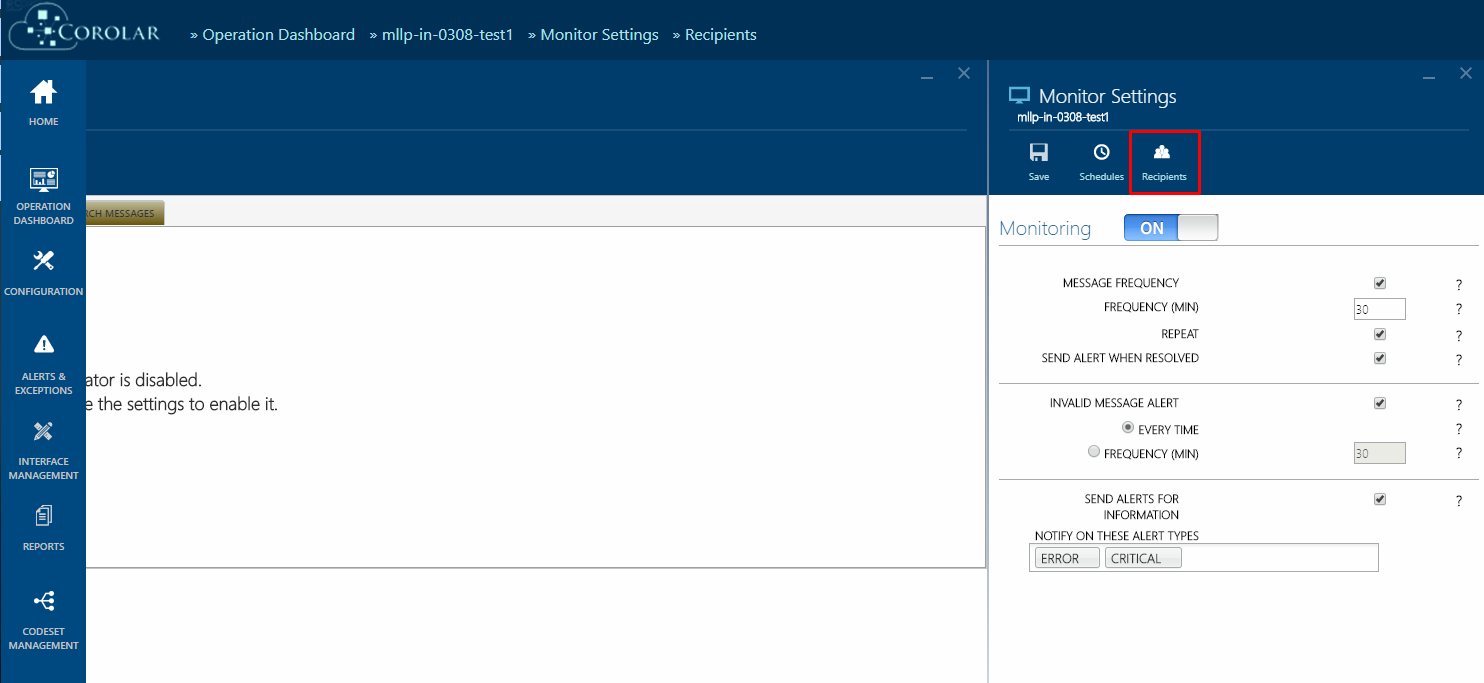 COROLAR
» Operation Dashboard » mllp-in-0308-test1 » Monitor Settings » Recipients
HOME
OPERATION
DASHBOARD
CONFIGURATION
ALERTS &
EXCEPTIONS
INTERFACE
MANAGEMENT
REPORTS
CODESET
MANAGEMENT
RCH MESSAGES
ator is disabled.
e the settings to enable it.
Monitor Settings
mllp-in-0308-test1
Save Schedules Recipients
Monitoring ON
MESSAGE FREQUENCY ?
FREQUENCY (MIN) 30 ?
REPEAT ?
SEND ALERT WHEN RESOLVED ?
INVALID MESSAGE ALERT ?
EVERY TIME ?
FREQUENCY (MIN) 30 ?
SEND ALERTS FOR ?
INFORMATION
NOTIFY ON THESE ALERT TYPES
ERROR CRITICAL